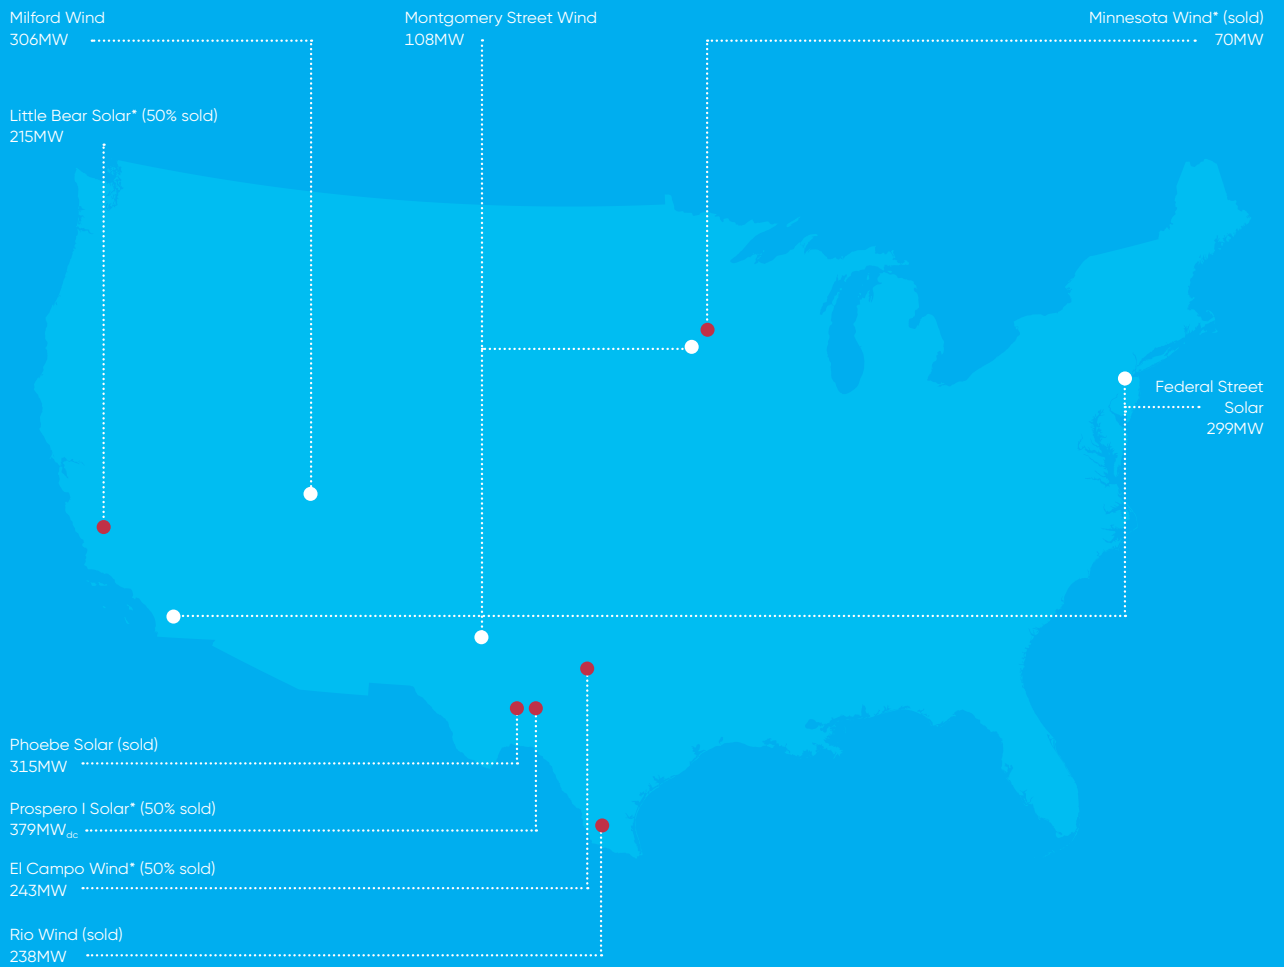 Milford Wind
306MW
Montgomery Street Wind
108MW
Minnesota Wind* (sold)
70MW
Little Bear Solar* (50% sold)
215MW
Federal Street
Solar
299MW
Phoebe Solar (sold)
315MW
Prospero I Solar* (50% sold)
379MWdc
El Campo Wind* (50% sold)
243MW
Rio Wind (sold)
238MW